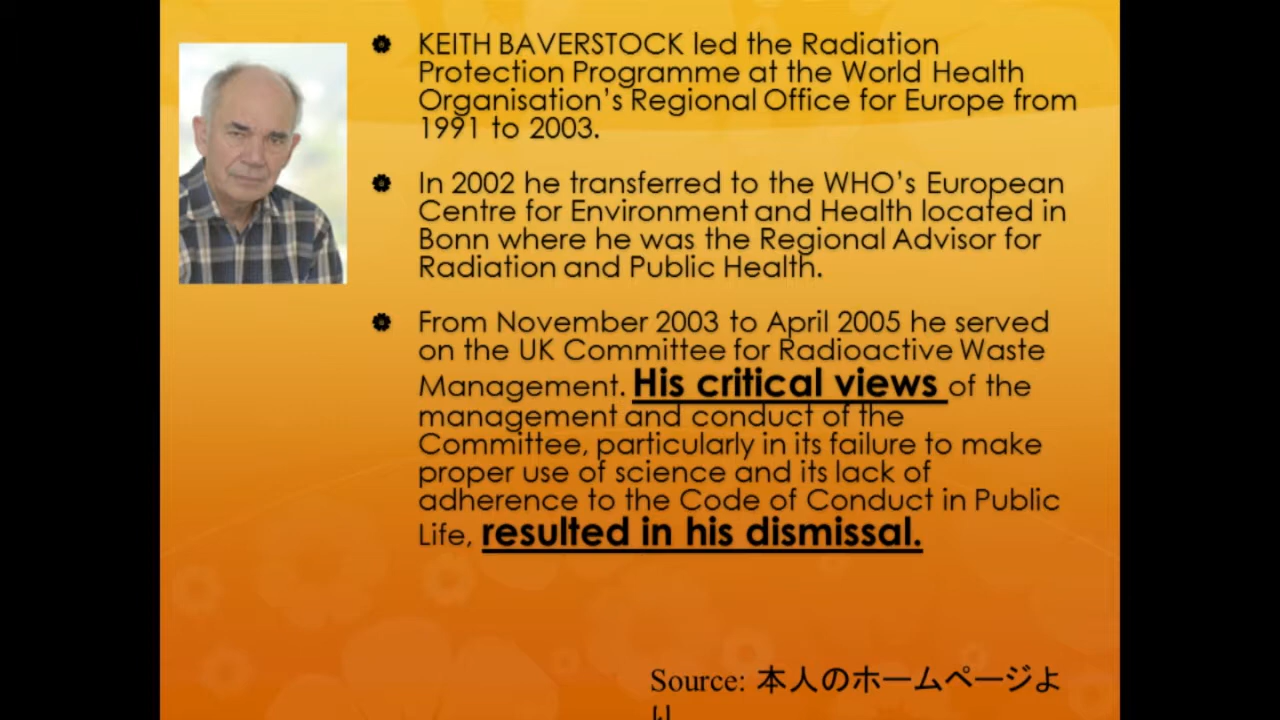 KEITH BAVERSTOCK led the Radiation
Protection Programme at the World Health
Organisation's Regional Office for Europe from
1991 to 2003.
In 2002 he transferred to the WHO's European
Centre for Environment and Health located in
Bonn where he was the Regional Advisor for
Radiation and Public Health.
From November 2003 to April 2005 he served
on the UK Committee for Radioactive Waste
Management. His critical views of the
management and conduct of the
Committee, particularly in its failure to make
proper use of science and its lack of
adherence to the Code of Conduct in Public
Life, resulted in his dismissal.
Source: 本人のホームページよ
り